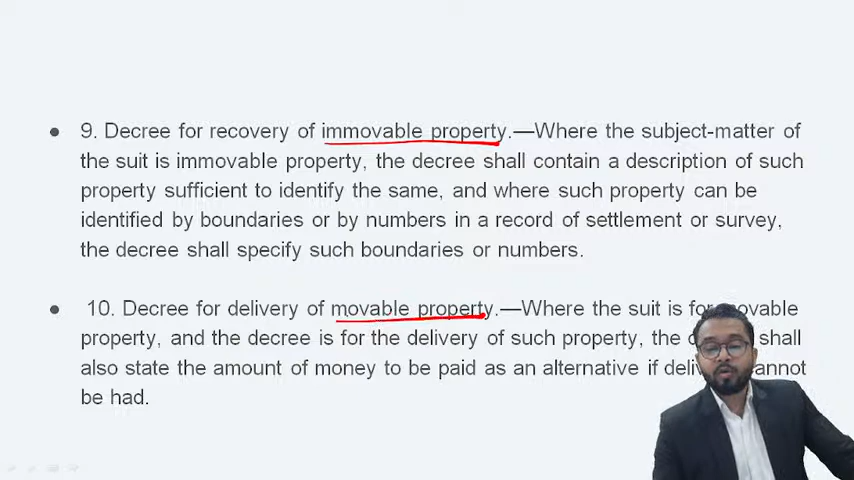 ● 9. Decree for recovery of immovable property.—Where the subject-matter of
the suit is immovable property, the decree shall contain a description of such
property sufficient to identify the same, and where such property can be
identified by boundaries or by numbers in a record of settlement or survey,
the decree shall specify such boundaries or numbers.
● 10. Decree for delivery of movable property.—Where the suit is for movable
property, and the decree is for the delivery of such property, the shall
also state the amount of money to be paid as an alternative if cannot
be had.